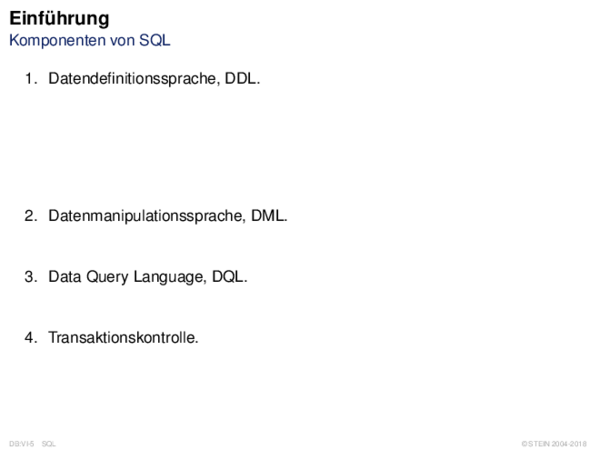 Einführung
Komponenten von SQL
1. Datendefinitionssprache, DDL.
2. Datenmanipulationssprache, DML.
3. Data Query Language, DQL.
4. Transaktionskontrolle.
DB:VI-5 SQL © STEIN 2004-2018